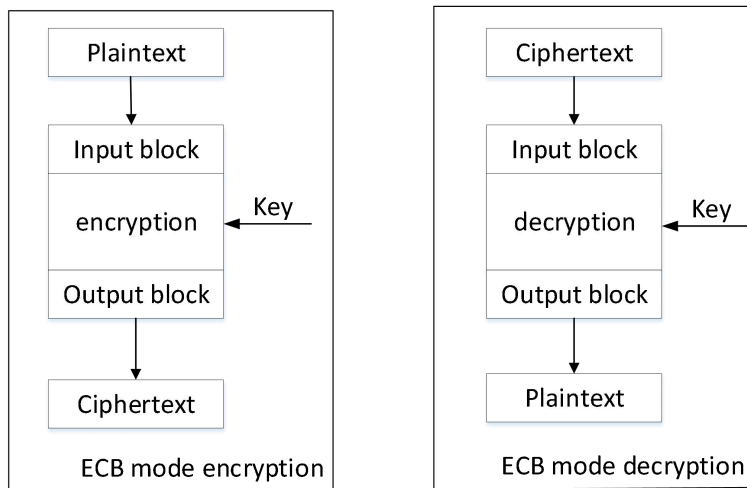 Plaintext
Input block
encryption
Key
Output block
Ciphertext
ECB mode encryption
Ciphertext
Input block
decryption
Key
Output block
Plaintext
ECB mode decryption